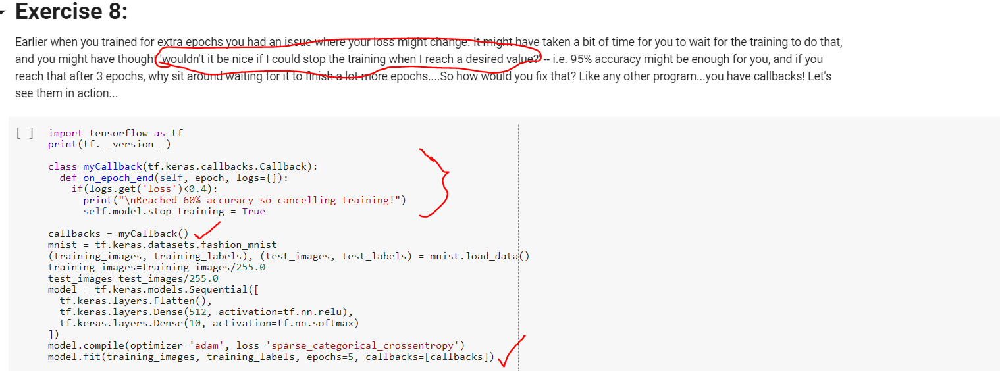 Exercise 8:
Earlier when you trained for extra epochs you had an issue where your loss might change. It might have taken a bit of time for you to wait for the training to do that,
and you might have thought 'wouldn't it be nice if I could stop the training when I reach a desired value?' -- i.e. 95% accuracy might be enough for you, and if you
reach that after 3 epochs, why sit around waiting for it to finish a lot more epochs....So how would you fix that? Like any other program...you have callbacks! Let's
see them in action...
[ ] import tensorflow as tf
print(tf.__version__)
class myCallback(tf.keras.callbacks.Callback):
  def on_epoch_end(self, epoch, logs={}):
    if(logs.get('loss')<0.4):
      print("\nReached 60% accuracy so cancelling training!")
      self.model.stop_training = True
callbacks = myCallback()
mnist = tf.keras.datasets.fashion_mnist
(training_images, training_labels), (test_images, test_labels) = mnist.load_data()
training_images=training_images/255.0
test_images=test_images/255.0
model = tf.keras.models.Sequential([
  tf.keras.layers.Flatten(),
  tf.keras.layers.Dense(512, activation=tf.nn.relu),
  tf.keras.layers.Dense(10, activation=tf.nn.softmax)
])
model.compile(optimizer='adam', loss='sparse_categorical_crossentropy')
model.fit(training_images, training_labels, epochs=5, callbacks=[callbacks])